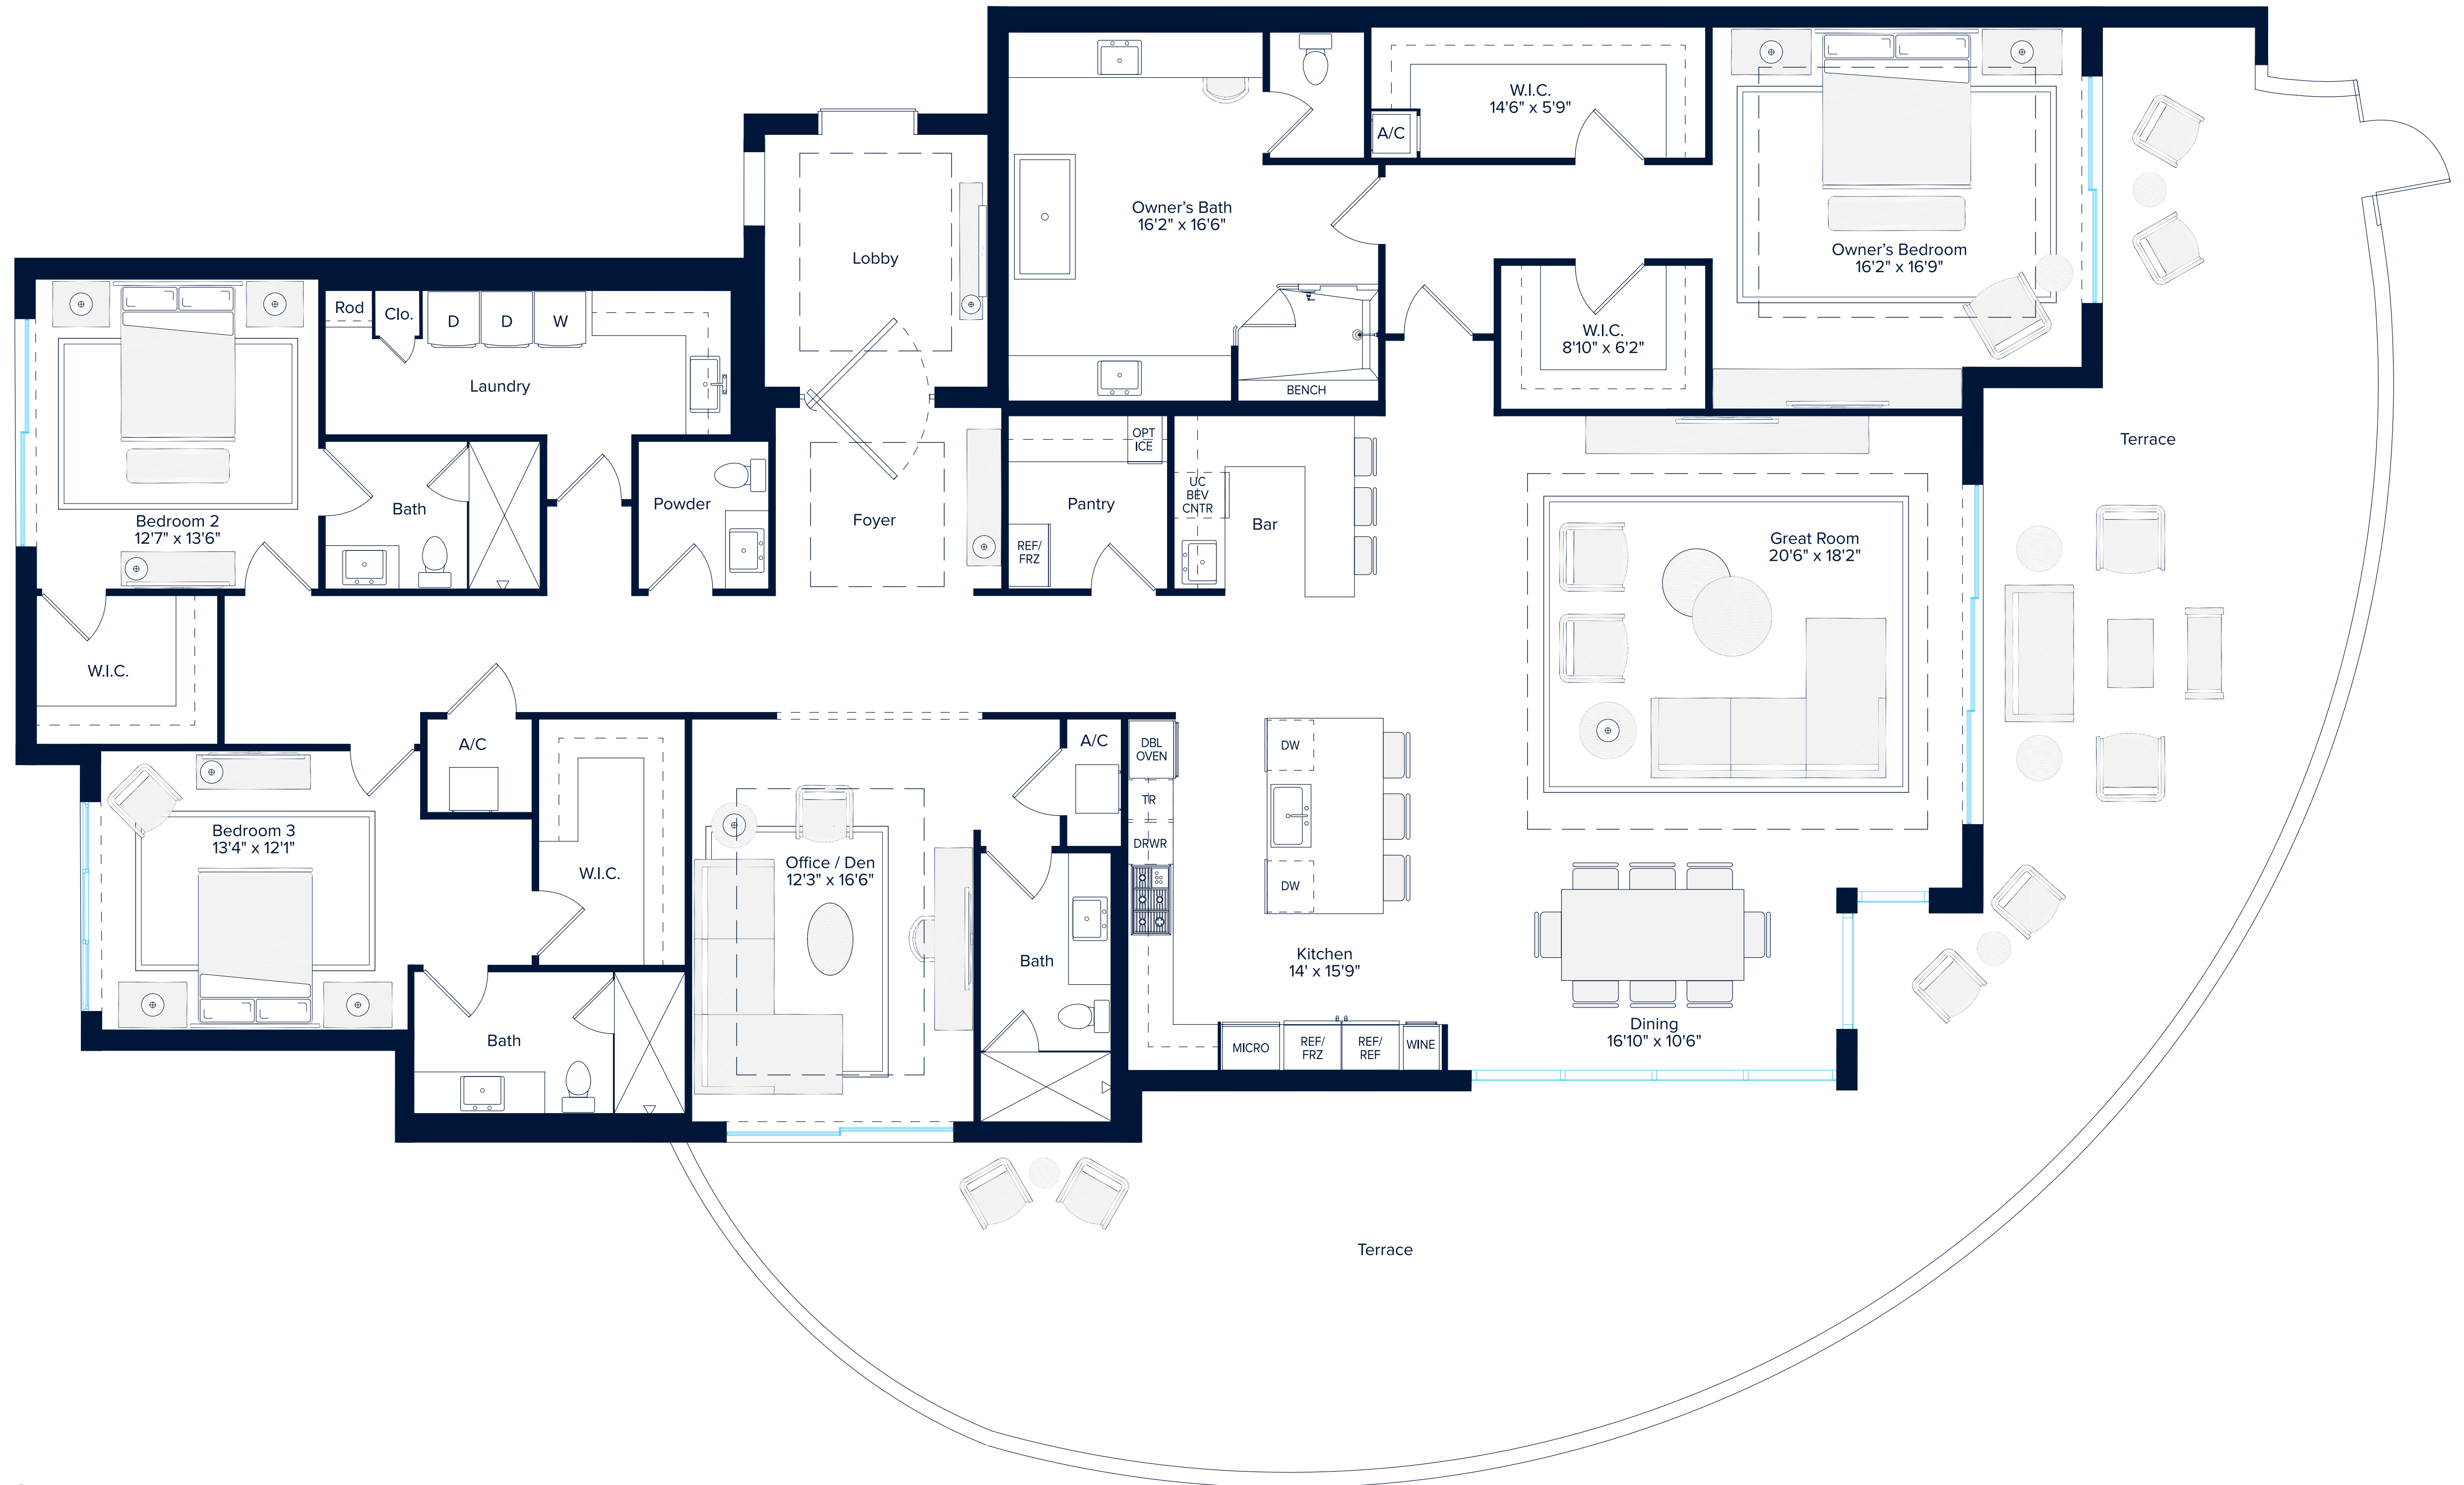 W.I.C.
14'6" x 5'9"
A/C
Owner's Bath
16'2" x 16'6"
Owner's Bedroom
16'2" x 16'9"
Lobby
Rod
Clo.
D
D
W
W.I.C.
8'10" x 6'2"
Laundry
BENCH
Terrace
OPT
ICE
UC
BEV
CNTR
Bath
Powder
Pantry
Foyer
Bar
Bedroom 2
12'7" x 13'6"
REF/
FRZ
Great Room
20'6" x 18'2"
W.I.C.
A/C
A/C
DBL
OVEN
DW
TR
DRWR
Bedroom 3
13'4" x 12'1"
W.I.C.
Office / Den
12'3" x 16'6"
DW
Bath
Kitchen
14' x 15'9"
Bath
Dining
16'10" x 10'6"
MICRO
REF/
FRZ
REF/
REF
WINE
Terrace